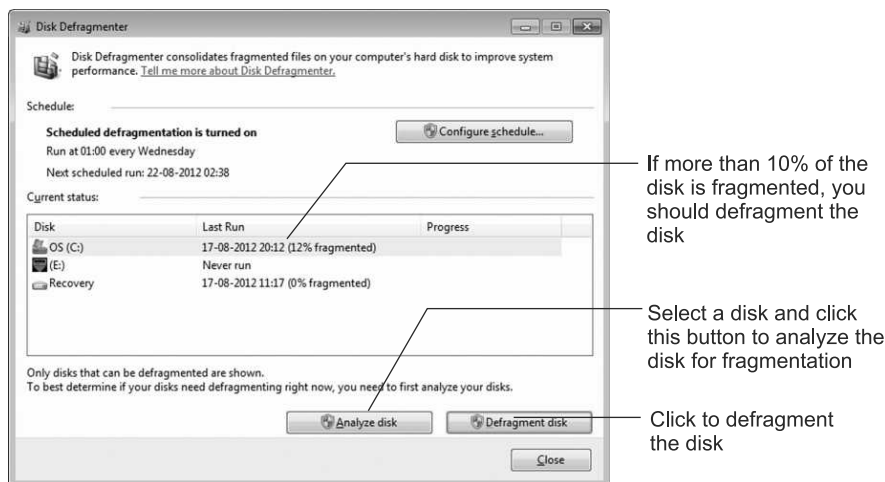 Disk Defragmenter
Disk Defragmenter consolidates fragmented files on your computer's hard disk to improve system
performance. Tell me more about Disk Defragmenter.
Schedule:
Scheduled defragmentation is turned on
Configure schedule...
Run at 01:00 every Wednesday
Next scheduled run: 22-08-2012 02:38
Current status:
Disk Last Run Progress
OS (C:) 17-08-2012 20:12 (12% fragmented)
(E:) Never run
Recovery 17-08-2012 11:17 (0% fragmented)
Only disks that can be defragmented are shown.
To best determine if your disks need defragmenting right now, you need to first analyze your disks.
Analyze disk Defragment disk
Close
If more than 10% of the
disk is fragmented, you
should defragment the
disk
Select a disk and click
this button to analyze the
disk for fragmentation
Click to defragment
the disk